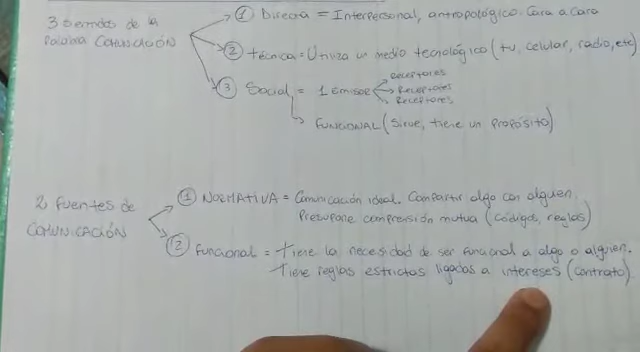 3 sentidos de la
Palabra COMUNICACIÓN
① Directa = Interpersonal, antropológico. Cara a cara
② Técnica = Utiliza un medio tecnológico (tv, celular, radio, etc)
③ Social = 1 Emisor
Receptores
Receptores
Receptores
FUNCIONAL (Sirve, tiene un propósito)
2 Fuentes de
COMUNICACIÓN
① NORMATIVA = Comunicación ideal. Compartir algo con alguien.
Presupone comprensión mutua (códigos, reglas)
② Funcional = Tiene la necesidad de ser funcional a algo o alguien.
Tiene reglas estrictas ligadas a intereses (contrato)